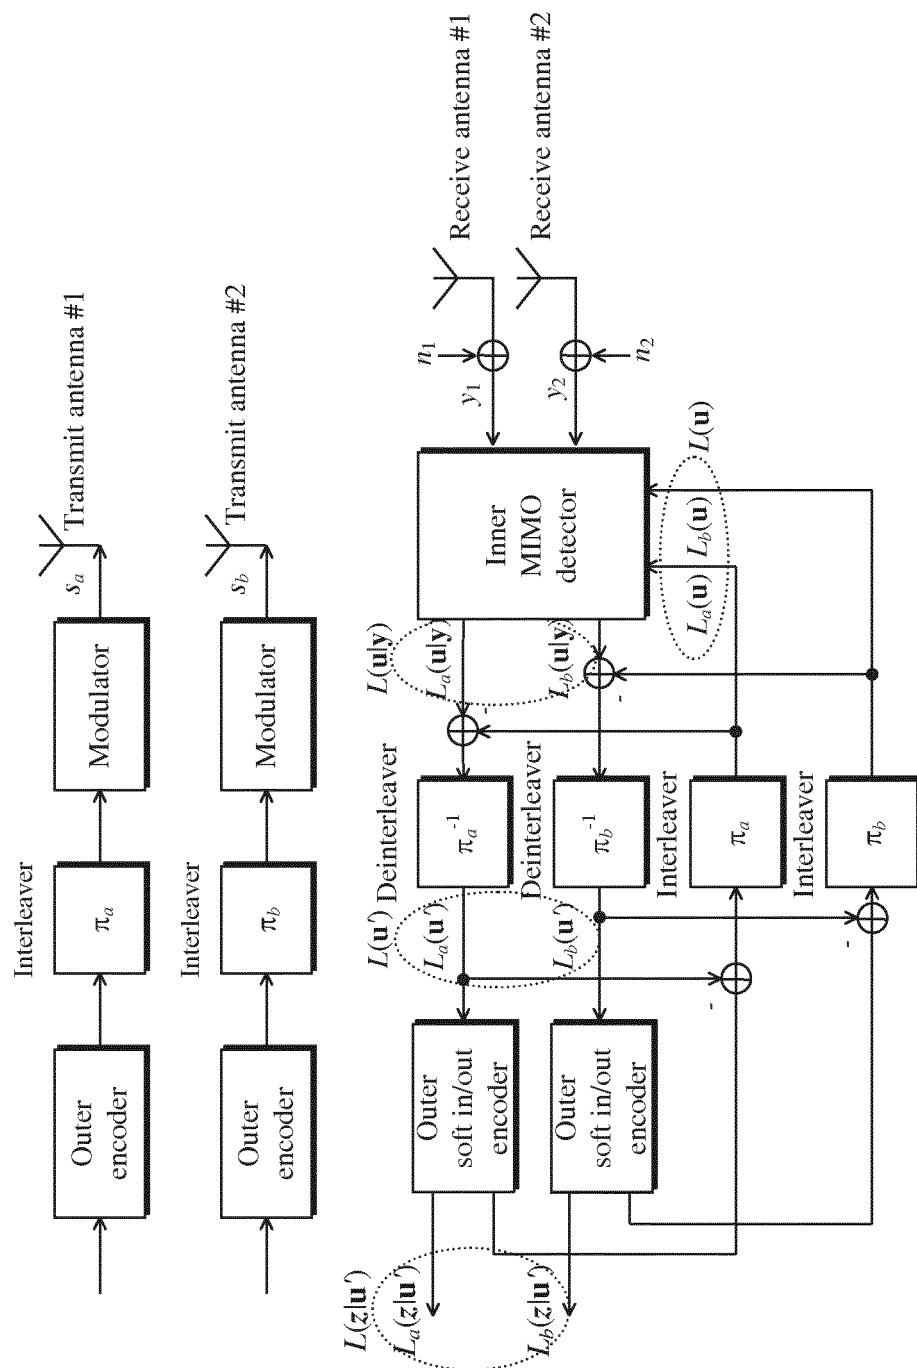 Outer
encoder
Interleaver
πa
Modulator
sa
Transmit antenna #1
Outer
encoder
Interleaver
πb
Modulator
sb
Transmit antenna #2
L(z|u′)
La(z|u′)
Lb(z|u′)
Outer
soft in/out
encoder
Outer
soft in/out
encoder
L(u′)
La(u′)
Lb(u′)
Deinterleaver
πa-1
Deinterleaver
πb-1
Interleaver
πa
Interleaver
πb
-
-
-
-
L(u|y)
La(u|y)
Lb(u|y)
Inner
MIMO
detector
La(u) Lb(u) L(u)
y1
n1
y2
n2
Receive antenna #1
Receive antenna #2